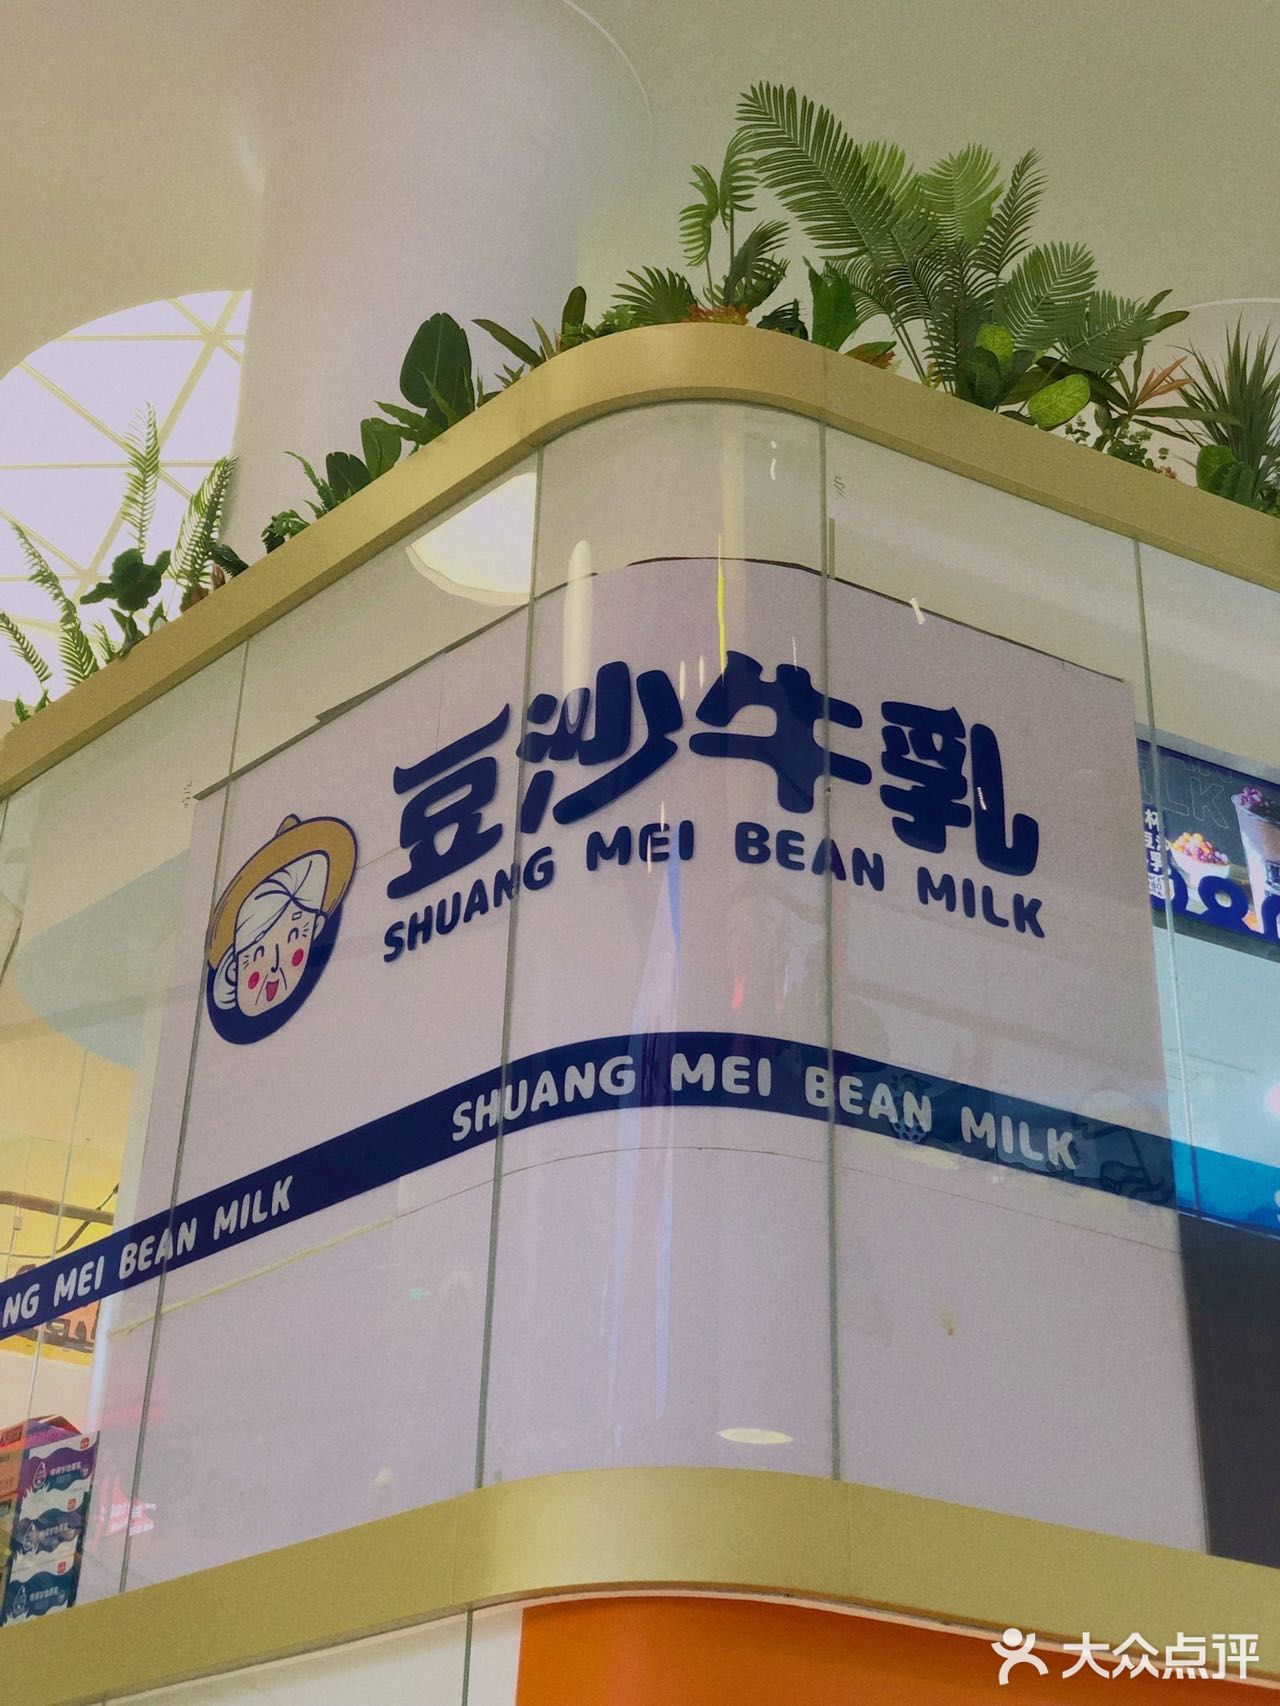 豆沙牛乳
SHUANG MEI BEAN MILK
SHUANG MEI BEAN MILK
NG MEI BEAN MILK
大众点评